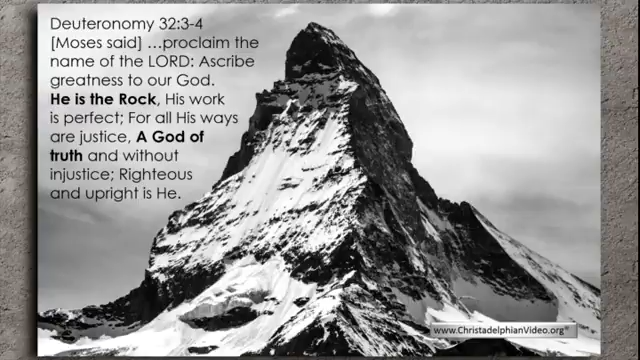 Deuteronomy 32:3-4
[Moses said] …proclaim the
name of the LORD: Ascribe
greatness to our God.
He is the Rock, His work
is perfect; For all His ways
are justice, A God of
truth and without
injustice; Righteous
and upright is He.
www.ChristadelphianVideo.org®